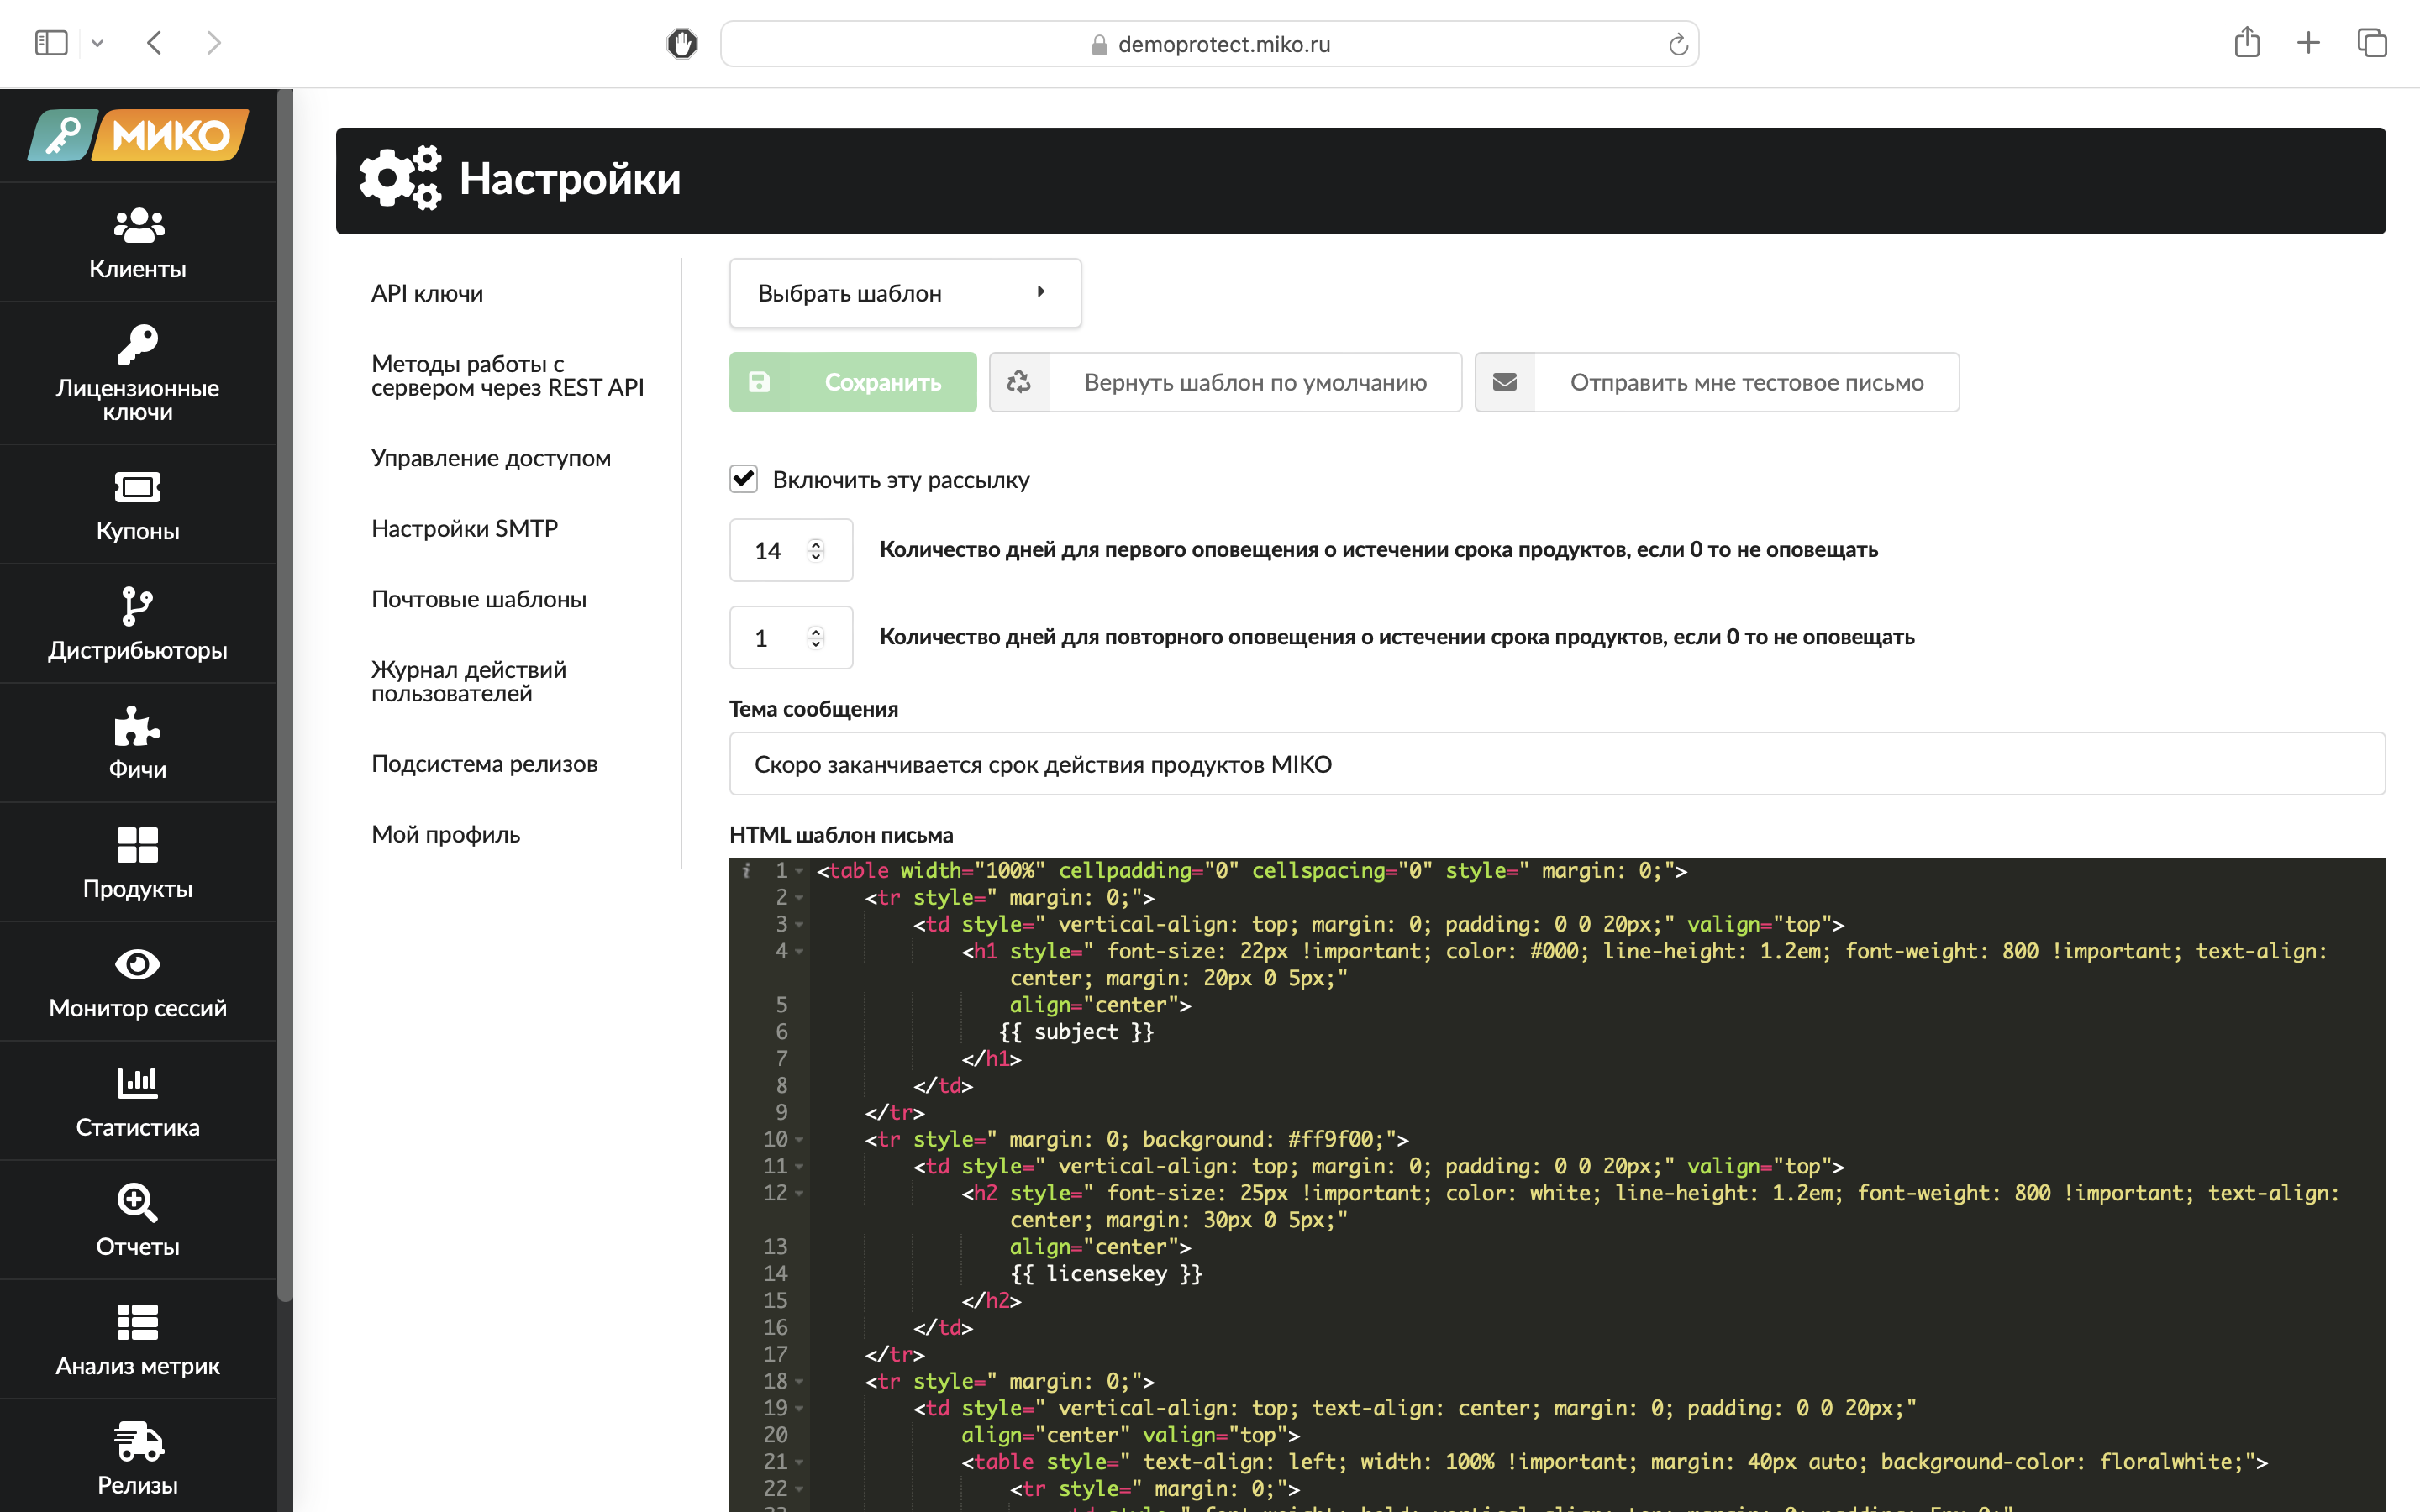 demoprotect.miko.ru
МИКО
Клиенты
Лицензионные
ключи
Купоны
Дистрибьюторы
Фичи
Продукты
Монитор сессий
Статистика
Отчеты
Анализ метрик
Релизы
Настройки
API ключи
Методы работы с
сервером через REST API
Управление доступом
Настройки SMTP
Почтовые шаблоны
Журнал действий
пользователей
Подсистема релизов
Мой профиль
Выбрать шаблон
Сохранить
Вернуть шаблон по умолчанию
Отправить мне тестовое письмо
Включить эту рассылку
14 Количество дней для первого оповещения о истечении срока продуктов, если 0 то не оповещать
1 Количество дней для повторного оповещения о истечении срока продуктов, если 0 то не оповещать
Тема сообщения
Скоро заканчивается срок действия продуктов MIKO
HTML шаблон письма
i 1 <table width="100%" cellpadding="0" cellspacing="0" style=" margin: 0;">
2 <tr style=" margin: 0;">
3 <td style=" vertical-align: top; margin: 0; padding: 0 0 20px;" valign="top">
4 <h1 style=" font-size: 22px !important; color: #000; line-height: 1.2em; font-weight: 800 !important; text-align:
center; margin: 20px 0 5px;"
5 align="center">
6 {{ subject }}
7 </h1>
8 </td>
9 </tr>
10 <tr style=" margin: 0; background: #ff9f00;">
11 <td style=" vertical-align: top; margin: 0; padding: 0 0 20px;" valign="top">
12 <h2 style=" font-size: 25px !important; color: white; line-height: 1.2em; font-weight: 800 !important; text-align:
center; margin: 30px 0 5px;"
13 align="center">
14 {{ licensekey }}
15 </h2>
16 </td>
17 </tr>
18 <tr style=" margin: 0;">
19 <td style=" vertical-align: top; text-align: center; margin: 0; padding: 0 0 20px;"
20 align="center" valign="top">
21 <table style=" text-align: left; width: 100% !important; margin: 40px auto; background-color: floralwhite;">
22 <tr style=" margin: 0;">